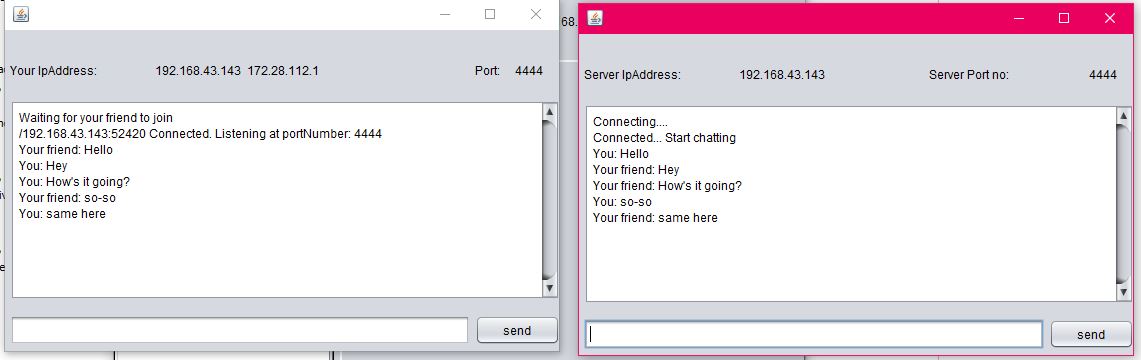 Your IpAddress: 192.168.43.143 172.28.112.1 Port: 4444
Waiting for your friend to join
/192.168.43.143:52420 Connected. Listening at portNumber: 4444
Your friend: Hello
You: Hey
You: How's it going?
Your friend: so-so
You: same here
send
68.
Server IpAddress: 192.168.43.143 Server Port no: 4444
Connecting....
Connected... Start chatting
You: Hello
Your friend: Hey
Your friend: How's it going?
You: so-so
Your friend: same here
send